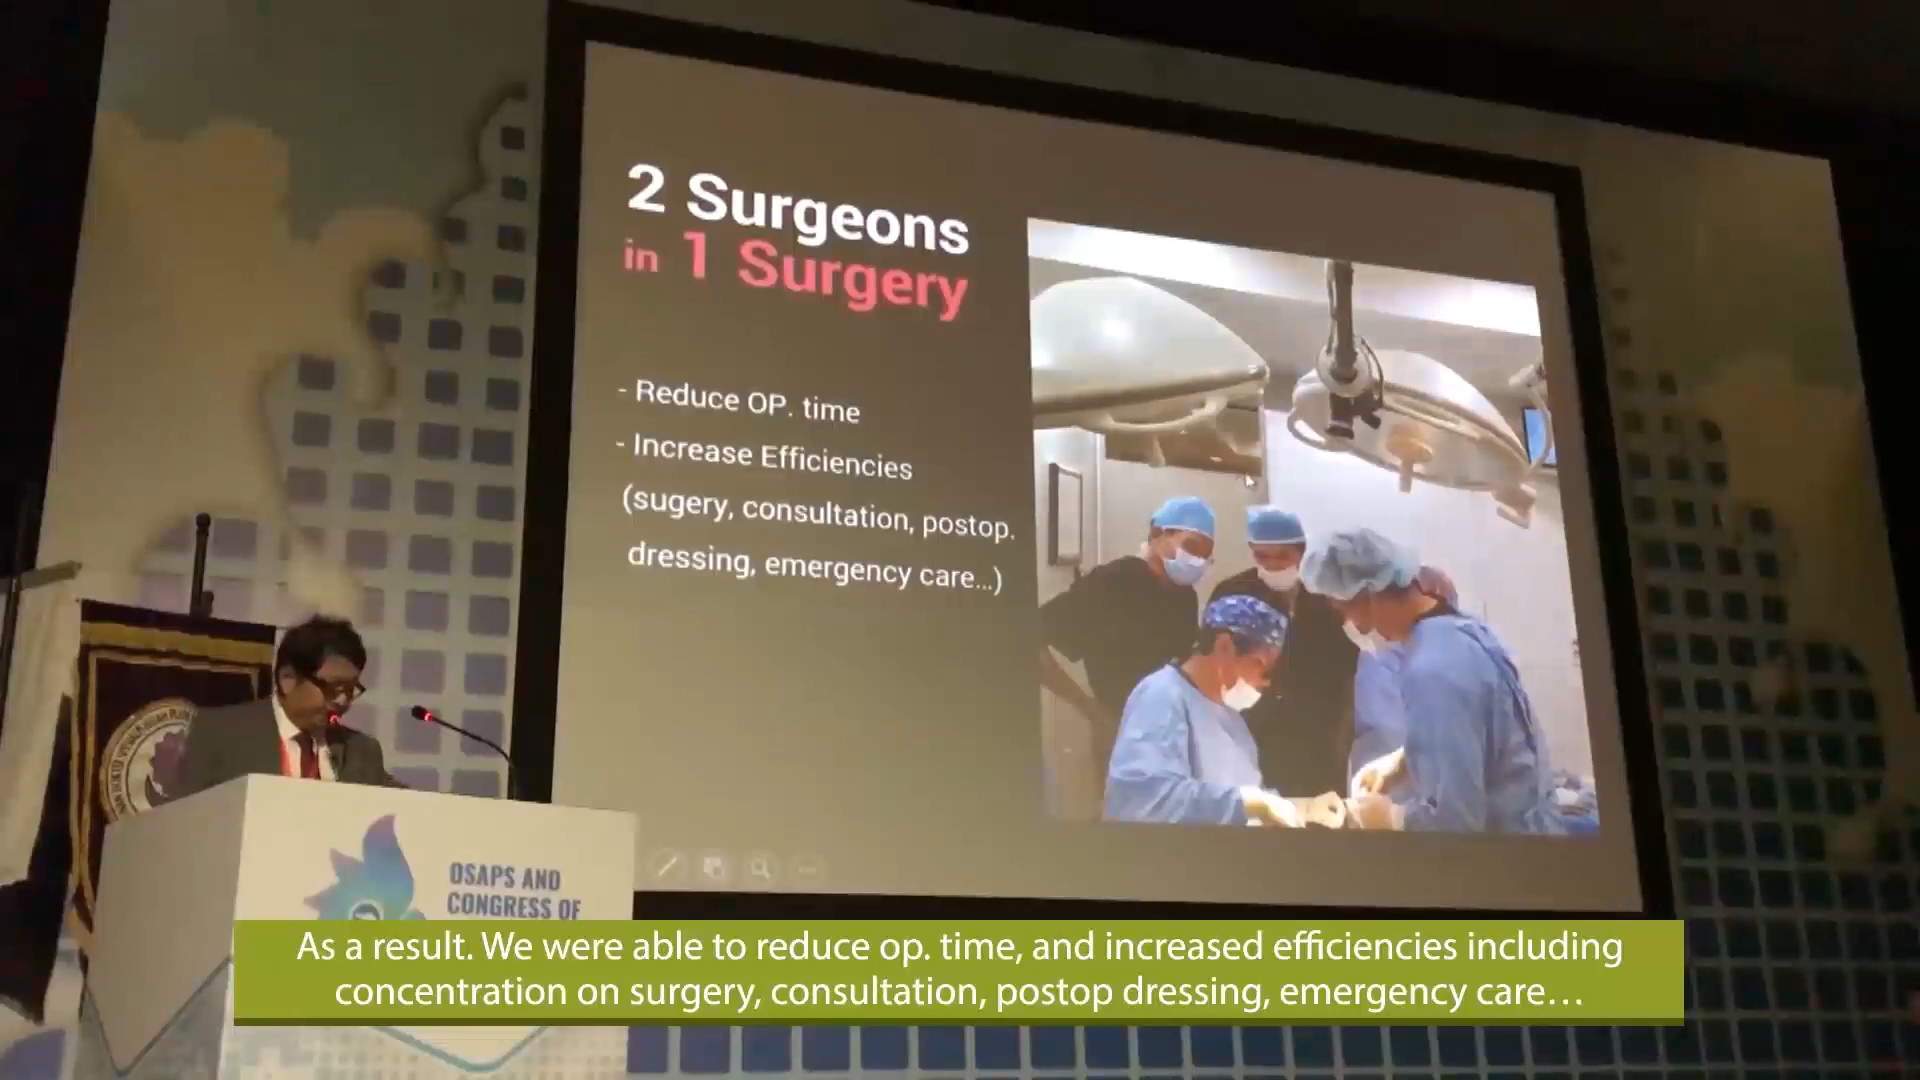 2 Surgeons
in 1 Surgery
- Reduce OP. time
- Increase Efficiencies
(sugery, consultation, postop.
dressing, emergency care...)
OSAPS AND
CONGRESS OF
As a result. We were able to reduce op. time, and increased efficiencies including
concentration on surgery, consultation, postop dressing, emergency care…